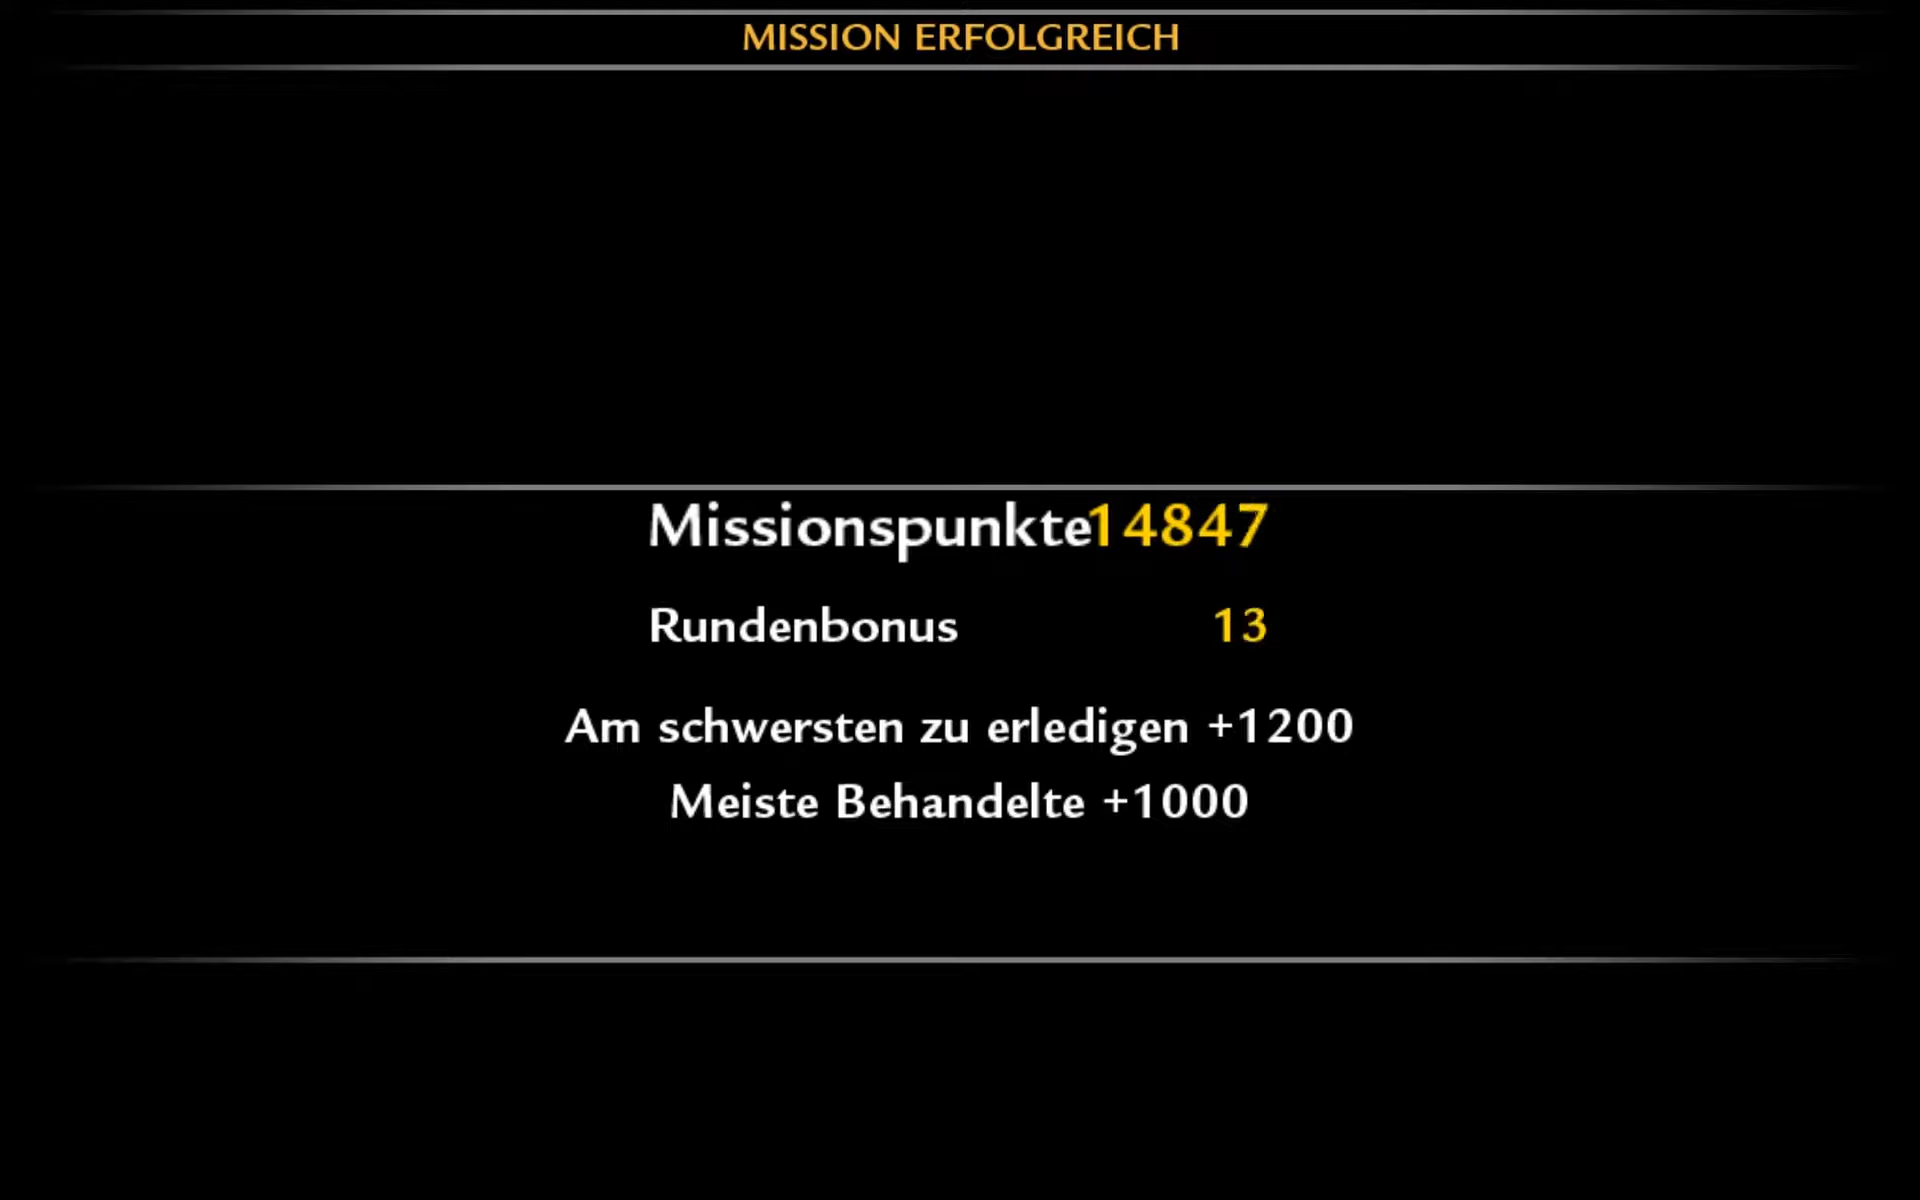 MISSION ERFOLGREICH
Missionspunkte14847
Rundenbonus 13
Am schwersten zu erledigen +1200
Meiste Behandelte +1000